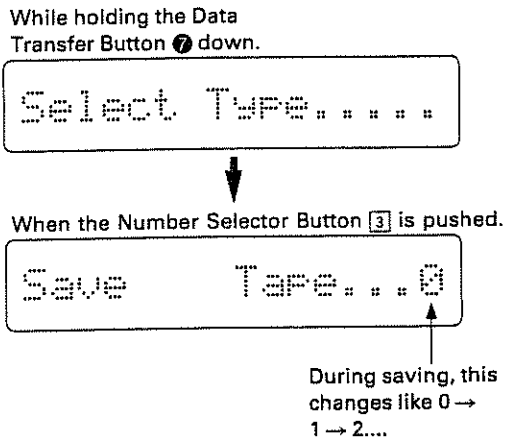 While holding the Data
Transfer Button ❼ down.
Select Type.....
When the Number Selector Button 3 is pushed.
Save Tape...0
During saving, this
changes like 0 →
1 → 2....